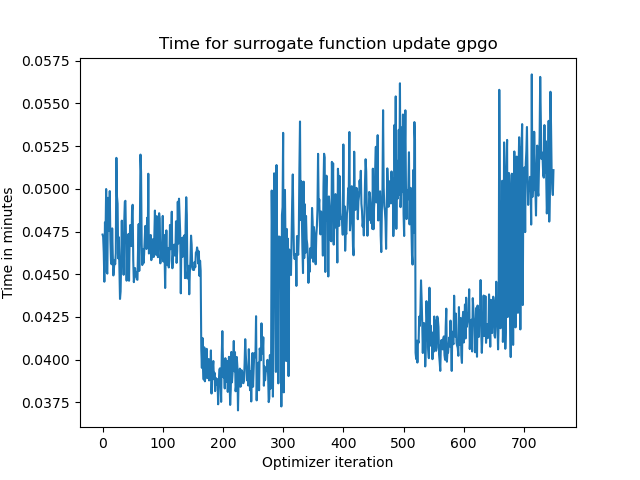 Time for surrogate function update gpgo
0.0575
0.0550
0.0525
0.0500
0.0475
0.0450
0.0425
0.0400
0.0375
Time in minutes
0 100 200 300 400 500 600 700
Optimizer iteration